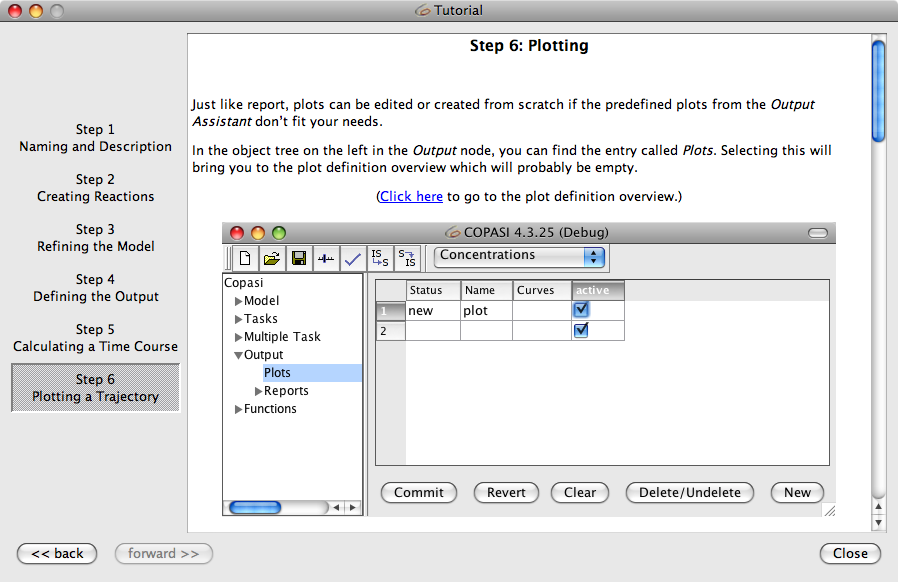 Tutorial
Step 1
Naming and Description
Step 2
Creating Reactions
Step 3
Refining the Model
Step 4
Defining the Output
Step 5
Calculating a Time Course
Step 6
Plotting a Trajectory
Step 6: Plotting
Just like report, plots can be edited or created from scratch if the predefined plots from the Output
Assistant don't fit your needs.
In the object tree on the left in the Output node, you can find the entry called Plots. Selecting this will
bring you to the plot definition overview which will probably be empty.
(Click here to go to the plot definition overview.)
COPASI 4.3.25 (Debug)
IS
S
S
IS
Concentrations
Copasi
Model
Tasks
Multiple Task
Output
Plots
Reports
Functions
Status Name Curves active
1 new plot
2
Commit Revert Clear Delete/Undelete New
<< back forward >> Close